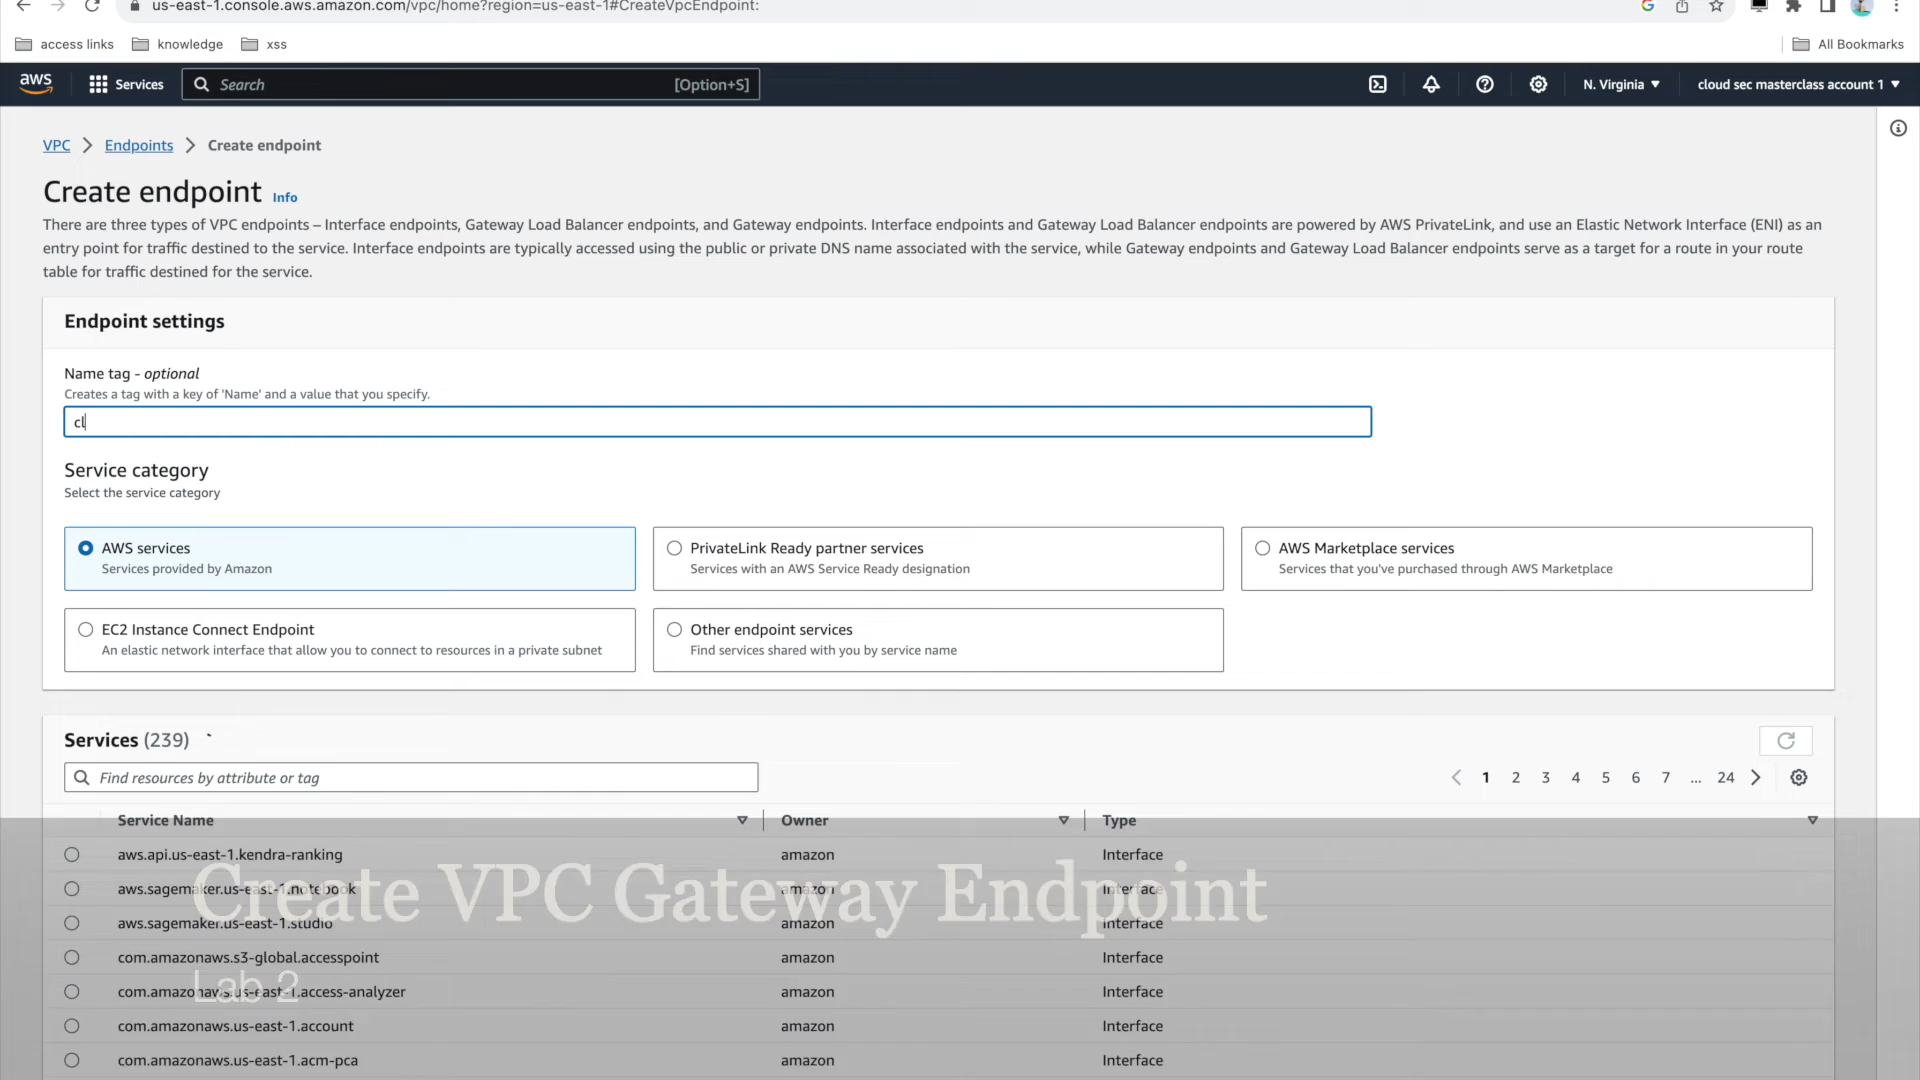 us-east-1.console.aws.amazon.com/vpc/home?region=us-east-1#CreateVpcEndpoint:
access links
knowledge
xss
All Bookmarks
aws
Services
Search
[Option+S]
N. Virginia
cloud sec masterclass account 1
VPC
Endpoints
Create endpoint
Create endpoint Info
There are three types of VPC endpoints – Interface endpoints, Gateway Load Balancer endpoints, and Gateway endpoints. Interface endpoints and Gateway Load Balancer endpoints are powered by AWS PrivateLink, and use an Elastic Network Interface (ENI) as an
entry point for traffic destined to the service. Interface endpoints are typically accessed using the public or private DNS name associated with the service, while Gateway endpoints and Gateway Load Balancer endpoints serve as a target for a route in your route
table for traffic destined for the service.
Endpoint settings
Name tag - optional
Creates a tag with a key of 'Name' and a value that you specify.
cl
Service category
Select the service category
AWS services
Services provided by Amazon
PrivateLink Ready partner services
Services with an AWS Service Ready designation
AWS Marketplace services
Services that you've purchased through AWS Marketplace
EC2 Instance Connect Endpoint
An elastic network interface that allow you to connect to resources in a private subnet
Other endpoint services
Find services shared with you by service name
Services (239)
Find resources by attribute or tag
1 2 3 4 5 6 7 ... 24
Service Name Owner Type
aws.api.us-east-1.kendra-ranking amazon Interface
aws.sagemaker.us-east-1.notebook amazon Interface
Create VPC Gateway Endpoint
aws.sagemaker.us-east-1.studio amazon Interface
com.amazonaws.s3-global.accesspoint amazon Interface
Lab 2
com.amazonaws.us-east-1.access-analyzer amazon Interface
com.amazonaws.us-east-1.account amazon Interface
com.amazonaws.us-east-1.acm-pca amazon Interface